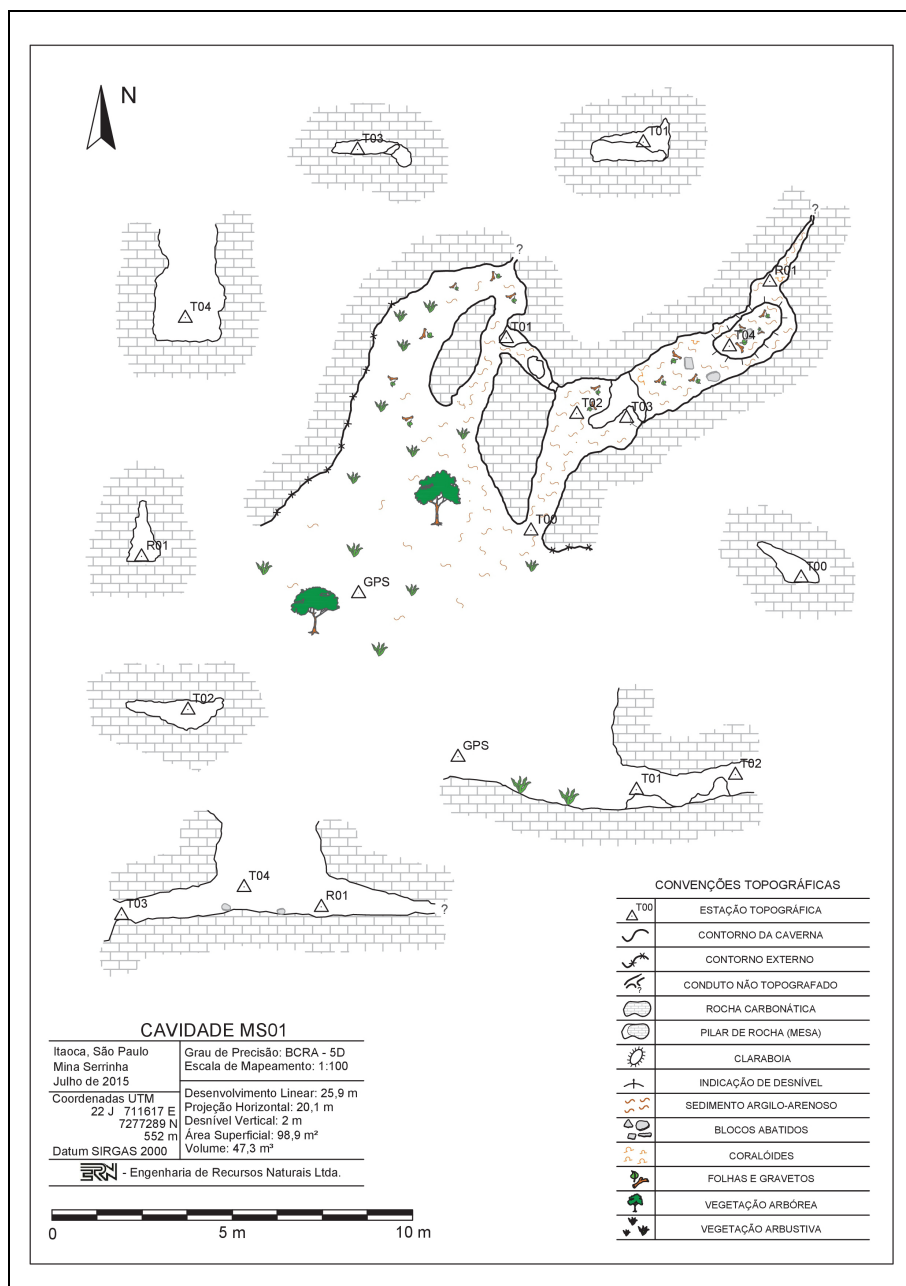 N
T03
T01
?
?
R01
T04
T04
T01
T02
T03
R01
T00
T00
GPS
T02
GPS
T01
T02
T04
R01
T03
?
CONVENÇÕES TOPOGRÁFICAS
T00 ESTAÇÃO TOPOGRÁFICA
CONTORNO DA CAVERNA
CONTORNO EXTERNO
? CONDUTO NÃO TOPOGRAFADO
ROCHA CARBONÁTICA
PILAR DE ROCHA (MESA)
CLARABOIA
INDICAÇÃO DE DESNÍVEL
SEDIMENTO ARGILO-ARENOSO
BLOCOS ABATIDOS
CORALÓIDES
FOLHAS E GRAVETOS
VEGETAÇÃO ARBÓREA
VEGETAÇÃO ARBUSTIVA
CAVIDADE MS01
Itaoca, São Paulo
Mina Serrinha
Julho de 2015
Coordenadas UTM
22 J 711617 E
7277289 N
552 m
Datum SIRGAS 2000
Grau de Precisão: BCRA - 5D
Escala de Mapeamento: 1:100
Desenvolvimento Linear: 25,9 m
Projeção Horizontal: 20,1 m
Desnível Vertical: 2 m
Área Superficial: 98,9 m²
Volume: 47,3 m³
ERN - Engenharia de Recursos Naturais Ltda.
0 5 m 10 m